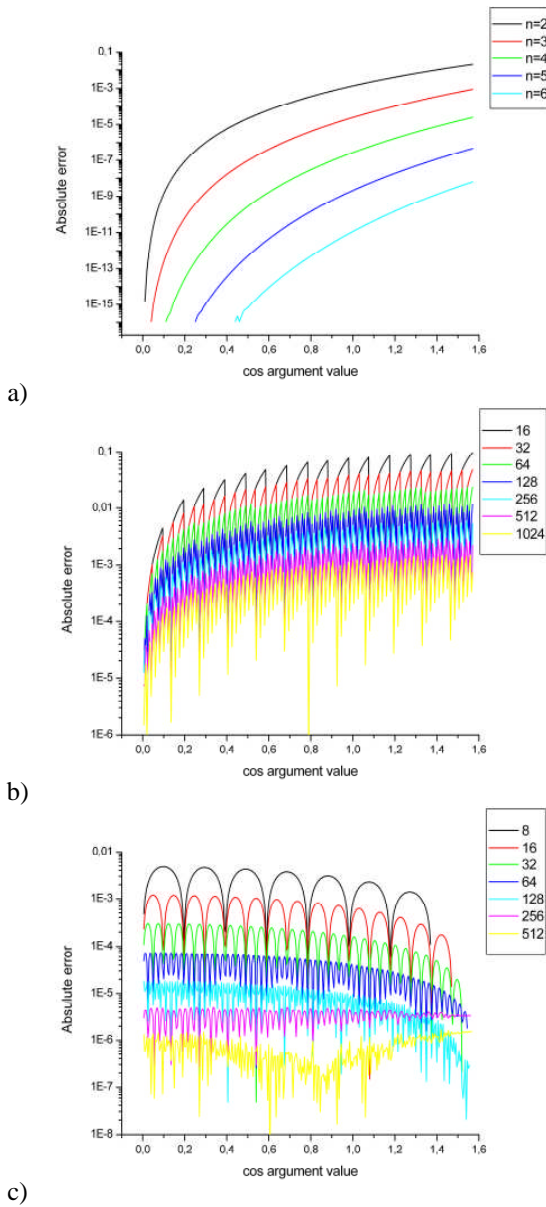 n=2
n=3
n=4
n=5
n=6
0,1
1E-3
1E-5
1E-7
1E-9
1E-11
1E-13
1E-15
Absolute error
0,0 0,2 0,4 0,6 0,8 1,0 1,2 1,4 1,6
cos argument value
a)
16
32
64
128
256
512
1024
0,1
0,01
1E-3
1E-4
1E-5
1E-6
Absolute error
0,0 0,2 0,4 0,6 0,8 1,0 1,2 1,4 1,6
cos argument value
b)
8
16
32
64
128
256
512
0,01
1E-3
1E-4
1E-5
1E-6
1E-7
1E-8
Abslulute error
0,0 0,2 0,4 0,6 0,8 1,0 1,2 1,4 1,6
cos argument value
c)